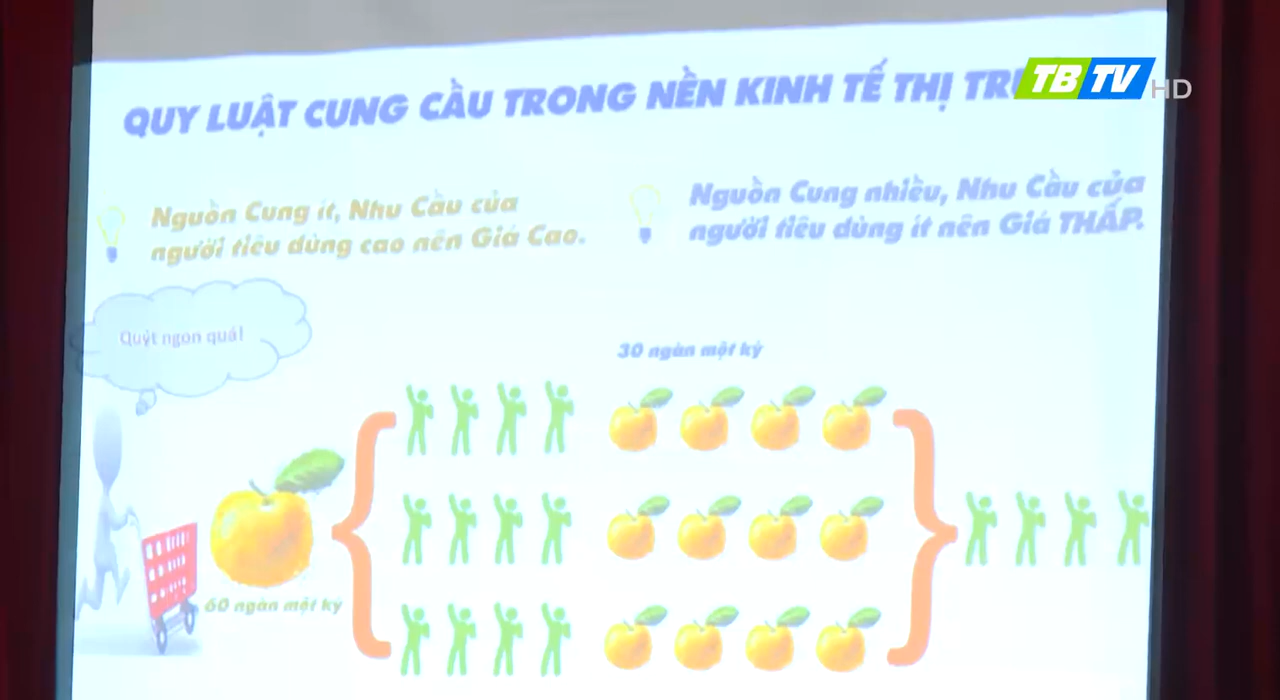 QUY LUẬT CUNG CẦU TRONG NỀN KINH TẾ THỊ
TBTV HD
Nguồn Cung ít, Nhu Cầu của
người tiêu dùng cao nên Giá Cao.
Nguồn Cung nhiều, Nhu Cầu của
người tiêu dùng ít nên Giá THẤP.
Quýt ngon quá!
30 ngàn một ký
60 ngàn một ký